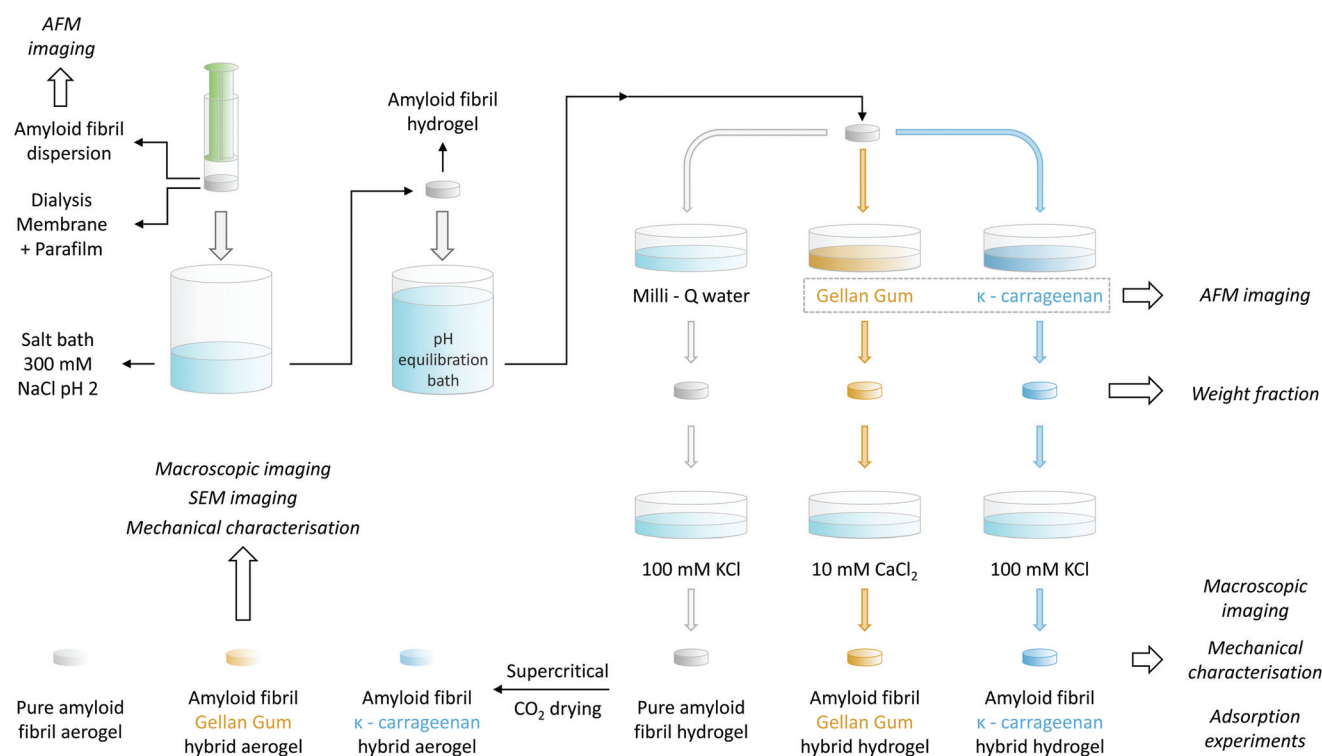 AFM
imaging
Amyloid fibril
dispersion
Dialysis
Membrane
+ Parafilm
Salt bath
300 mM
NaCl pH 2
Amyloid fibril
hydrogel
pH
equilibration
bath
Milli - Q water
Gellan Gum
κ - carrageenan
AFM imaging
Weight fraction
100 mM KCl
10 mM CaCl₂
100 mM KCl
Macroscopic
imaging
Mechanical
characterisation
Adsorption
experiments
Pure amyloid
fibril hydrogel
Amyloid fibril
Gellan Gum
hybrid hydrogel
Amyloid fibril
κ - carrageenan
hybrid hydrogel
Supercritical
CO₂ drying
Macroscopic imaging
SEM imaging
Mechanical characterisation
Pure amyloid
fibril aerogel
Amyloid fibril
Gellan Gum
hybrid aerogel
Amyloid fibril
κ - carrageenan
hybrid aerogel